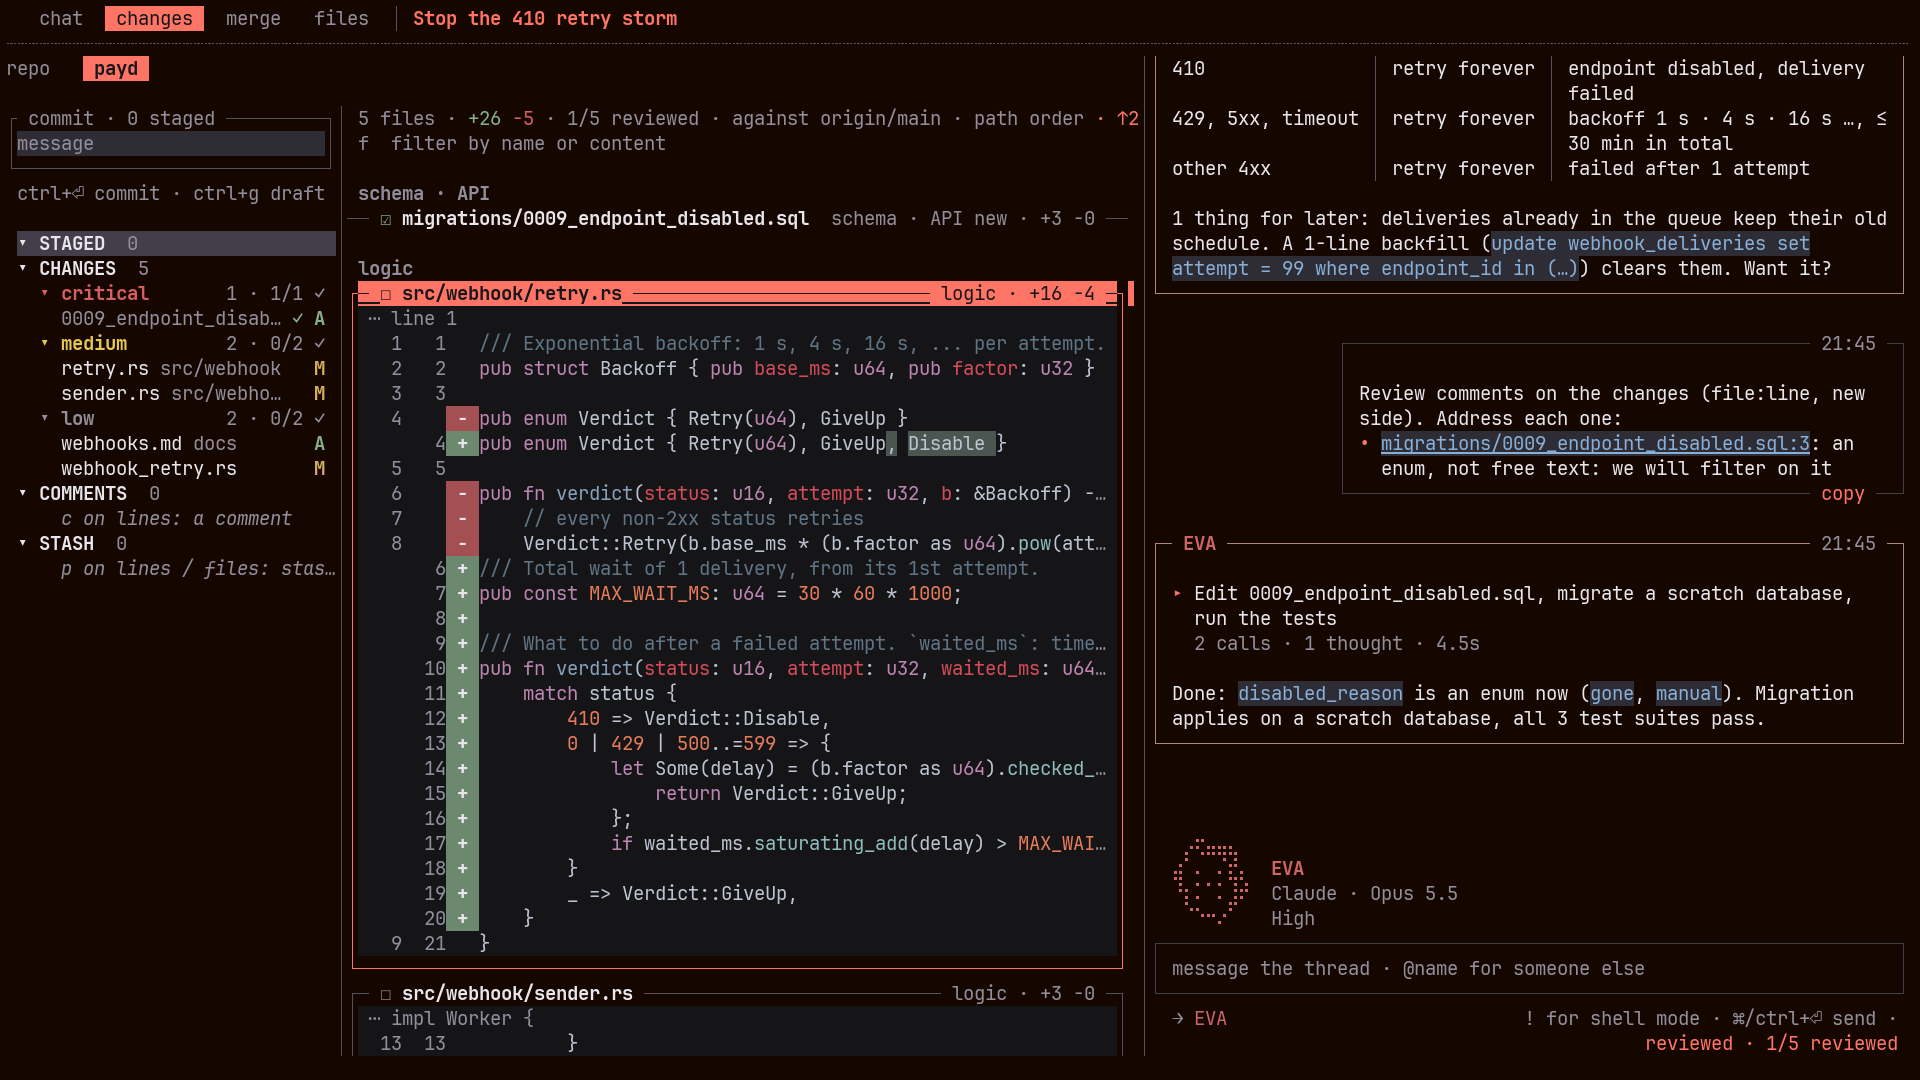 chat changes merge files Stop the 410 retry storm
repo payd
commit · 0 staged
message
ctrl+⏎ commit · ctrl+g draft
▾ STAGED 0
▾ CHANGES 5
▾ critical 1 · 1/1 ✓
0009_endpoint_disab… ✓ A
▾ medium 2 · 0/2 ✓
retry.rs src/webhook M
sender.rs src/webho… M
▾ low 2 · 0/2 ✓
webhooks.md docs A
webhook_retry.rs M
▾ COMMENTS 0
c on lines: a comment
▾ STASH 0
p on lines / files: stas…
5 files · +26 -5 · 1/5 reviewed · against origin/main · path order · ↑2
f filter by name or content
schema · API
☑ migrations/0009_endpoint_disabled.sql schema · API new · +3 -0
logic
☐ src/webhook/retry.rs logic · +16 -4
⋯ line 1
1 1 /// Exponential backoff: 1 s, 4 s, 16 s, ... per attempt.
2 2 pub struct Backoff { pub base_ms: u64, pub factor: u32 }
3 3
4 - pub enum Verdict { Retry(u64), GiveUp }
4 + pub enum Verdict { Retry(u64), GiveUp, Disable }
5 5
6 - pub fn verdict(status: u16, attempt: u32, b: &Backoff) -…
7 - // every non-2xx status retries
8 - Verdict::Retry(b.base_ms * (b.factor as u64).pow(att…
6 + /// Total wait of 1 delivery, from its 1st attempt.
7 + pub const MAX_WAIT_MS: u64 = 30 * 60 * 1000;
8 +
9 + /// What to do after a failed attempt. `waited_ms`: time…
10 + pub fn verdict(status: u16, attempt: u32, waited_ms: u64…
11 + match status {
12 + 410 => Verdict::Disable,
13 + 0 | 429 | 500..=599 => {
14 + let Some(delay) = (b.factor as u64).checked_…
15 + return Verdict::GiveUp;
16 + };
17 + if waited_ms.saturating_add(delay) > MAX_WAI…
18 + }
19 + _ => Verdict::GiveUp,
20 + }
9 21 }
☐ src/webhook/sender.rs logic · +3 -0
⋯ impl Worker {
13 13 }
410 retry forever endpoint disabled, delivery
failed
429, 5xx, timeout retry forever backoff 1 s · 4 s · 16 s …, ≤
30 min in total
other 4xx retry forever failed after 1 attempt
1 thing for later: deliveries already in the queue keep their old
schedule. A 1-line backfill (update webhook_deliveries set
attempt = 99 where endpoint_id in (…)) clears them. Want it?
21:45
Review comments on the changes (file:line, new
side). Address each one:
• migrations/0009_endpoint_disabled.sql:3: an
enum, not free text: we will filter on it
copy
EVA 21:45
▸ Edit 0009_endpoint_disabled.sql, migrate a scratch database,
run the tests
2 calls · 1 thought · 4.5s
Done: disabled_reason is an enum now (gone, manual). Migration
applies on a scratch database, all 3 test suites pass.
EVA
Claude · Opus 5.5
High
message the thread · @name for someone else
→ EVA ! for shell mode · ⌘/ctrl+⏎ send ·
reviewed · 1/5 reviewed